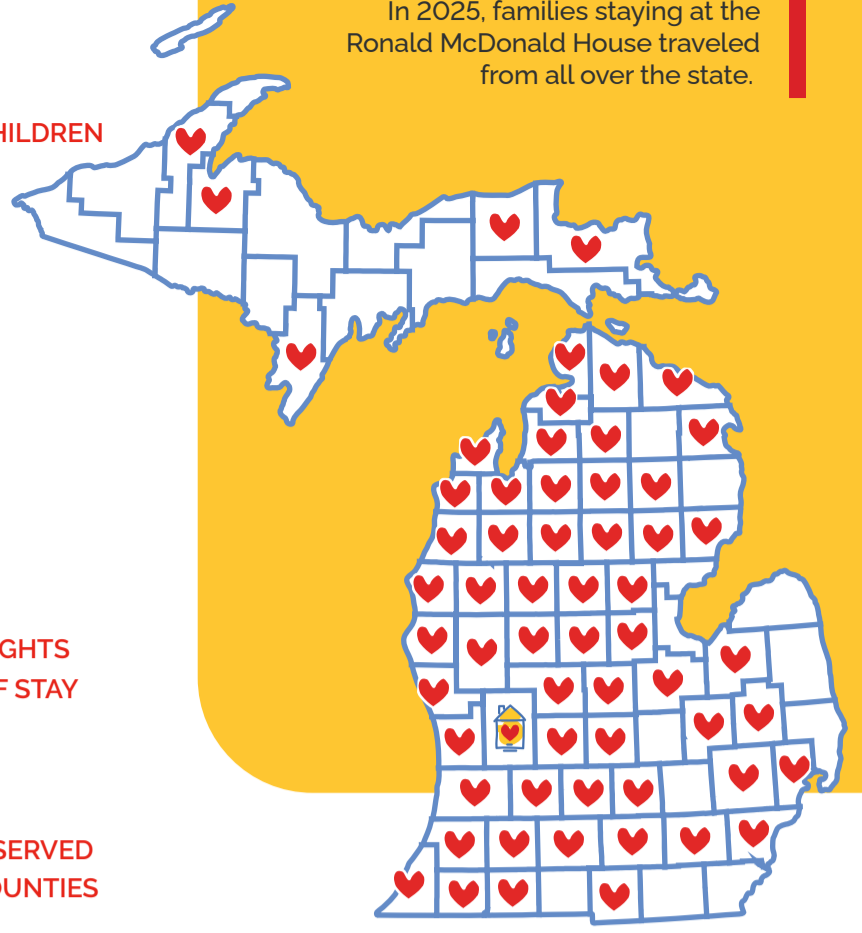 In 2025, families staying at the
Ronald McDonald House traveled
from all over the state.
HILDREN
GHTS
F STAY
SERVED
OUNTIES